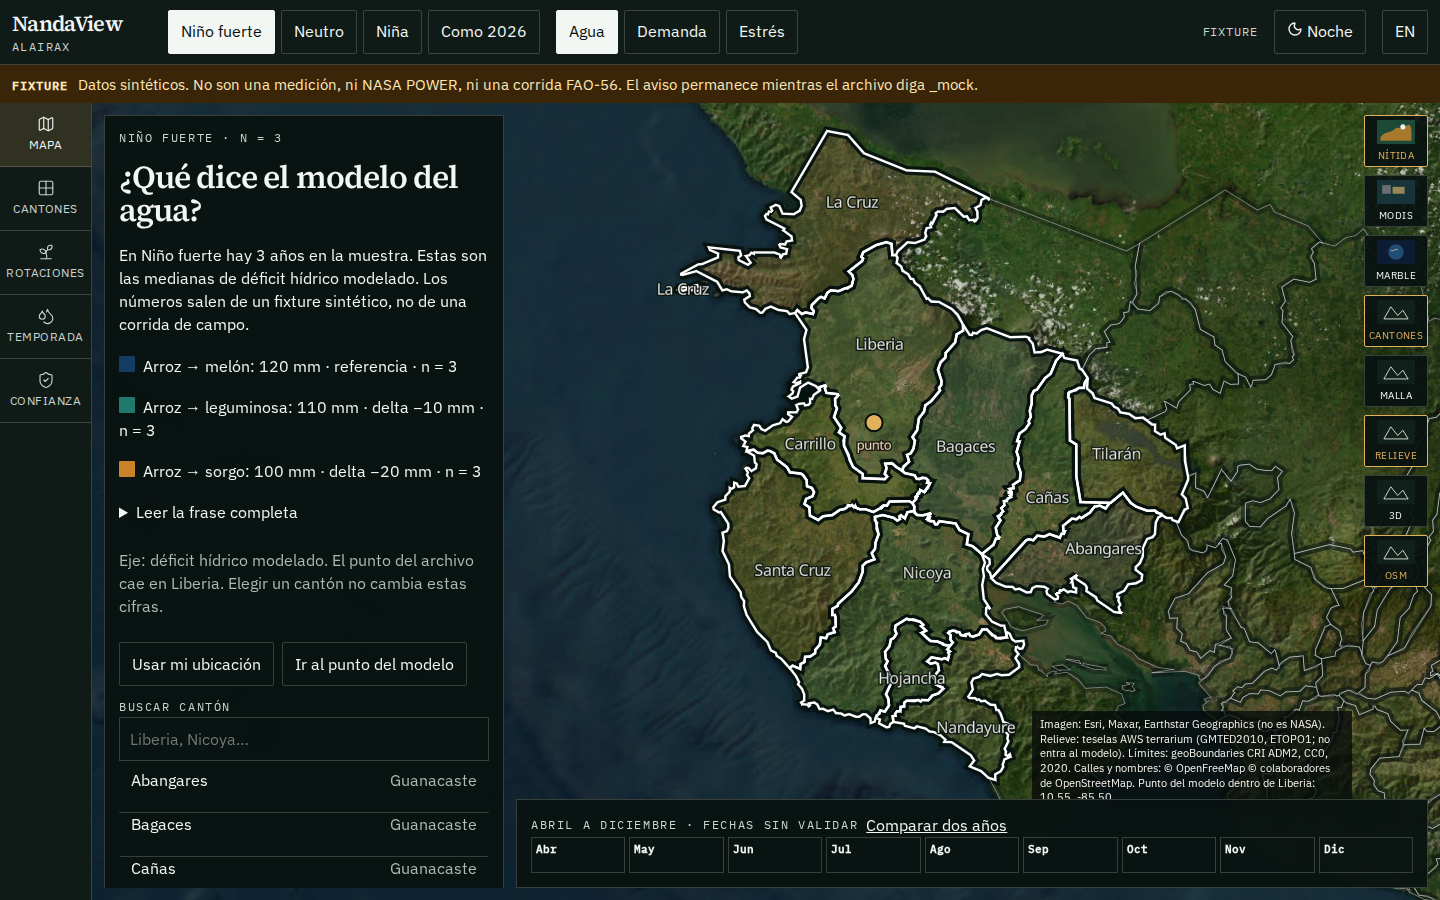 NandaView
ALAIRAX
Niño fuerte
Neutro
Niña
Como 2026
Agua
Demanda
Estrés
FIXTURE
Noche
EN
FIXTURE Datos sintéticos. No son una medición, ni NASA POWER, ni una corrida FAO-56. El aviso permanece mientras el archivo diga _mock.
MAPA
CANTONES
ROTACIONES
TEMPORADA
CONFIANZA
NIÑO FUERTE · N = 3
¿Qué dice el modelo del
agua?
En Niño fuerte hay 3 años en la muestra. Estas son
las medianas de déficit hídrico modelado. Los
números salen de un fixture sintético, no de una
corrida de campo.
Arroz → melón: 120 mm · referencia · n = 3
Arroz → leguminosa: 110 mm · delta −10 mm ·
n = 3
Arroz → sorgo: 100 mm · delta −20 mm · n = 3
Leer la frase completa
Eje: déficit hídrico modelado. El punto del archivo
cae en Liberia. Elegir un cantón no cambia estas
cifras.
Usar mi ubicación
Ir al punto del modelo
BUSCAR CANTÓN
Liberia, Nicoya...
Abangares Guanacaste
Bagaces Guanacaste
Cañas Guanacaste
La Cruz
La Cruz
Liberia
Carrillo
punto
Bagaces
Tilarán
Cañas
Abangares
Santa Cruz
Nicoya
Hojancha
Nandayure
NÍTIDA
MODIS
MARBLE
CANTONES
MALLA
RELIEVE
3D
OSM
Imagen: Esri, Maxar, Earthstar Geographics (no es NASA).
Relieve: teselas AWS terrarium (GMTED2010, ETOPO1; no
entra al modelo). Límites: geoBoundaries CRI ADM2, CC0,
2020. Calles y nombres: © OpenFreeMap © colaboradores
de OpenStreetMap. Punto del modelo dentro de Liberia:
10.55, -85.50
ABRIL A DICIEMBRE · FECHAS SIN VALIDAR Comparar dos años
Abr May Jun Jul Ago Sep Oct Nov Dic